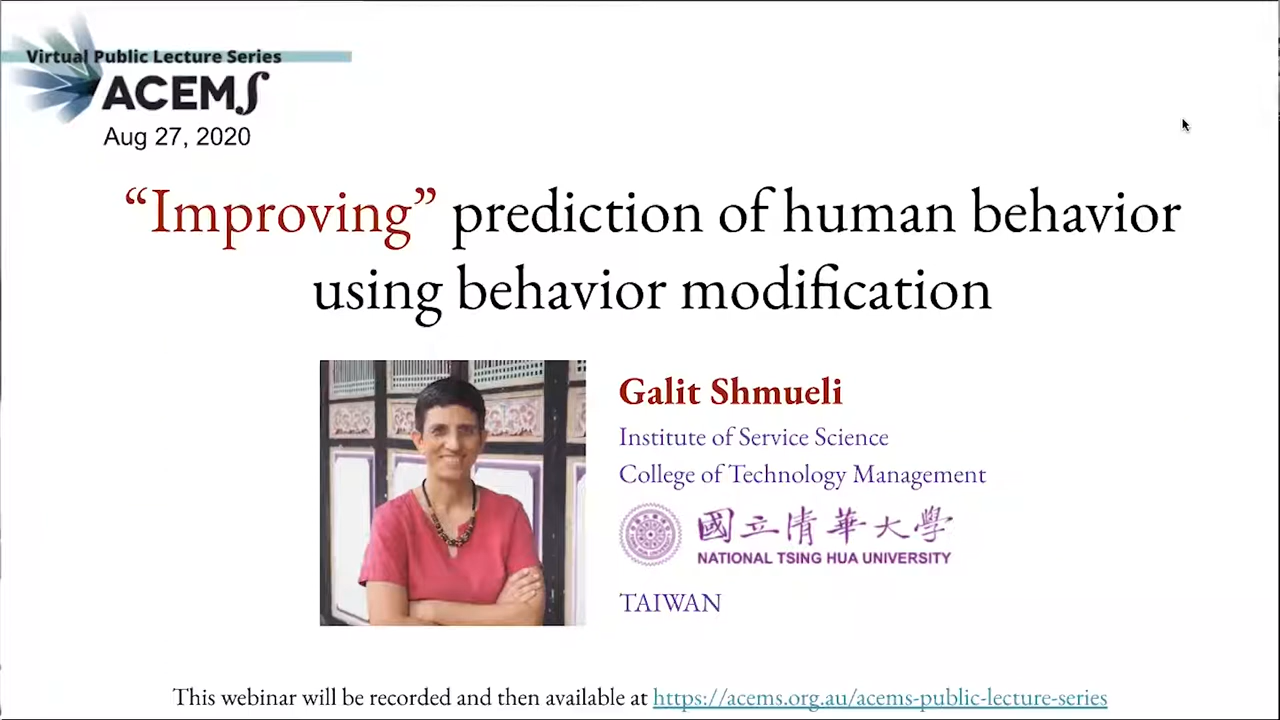 Virtual Public Lecture Series
ACEMS
Aug 27, 2020
“Improving” prediction of human behavior
using behavior modification
Galit Shmueli
Institute of Service Science
College of Technology Management
國立清華大學
NATIONAL TSING HUA UNIVERSITY
TAIWAN
This webinar will be recorded and then available at https://acems.org.au/acems-public-lecture-series